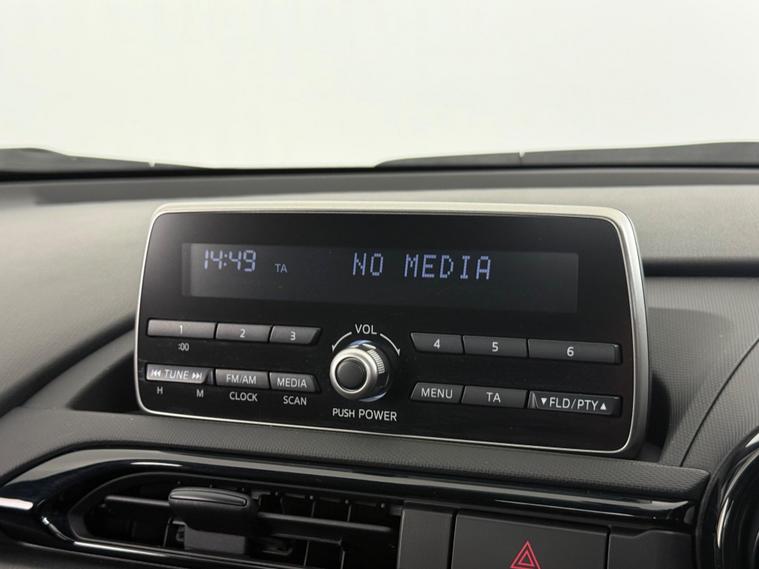 14:49 TA NO MEDIA
VOL
1 2 3 4 5 6
:00
⏮ TUNE ⏭ FM/AM MEDIA MENU TA ▼FLD/PTY▲
H M CLOCK SCAN
PUSH POWER